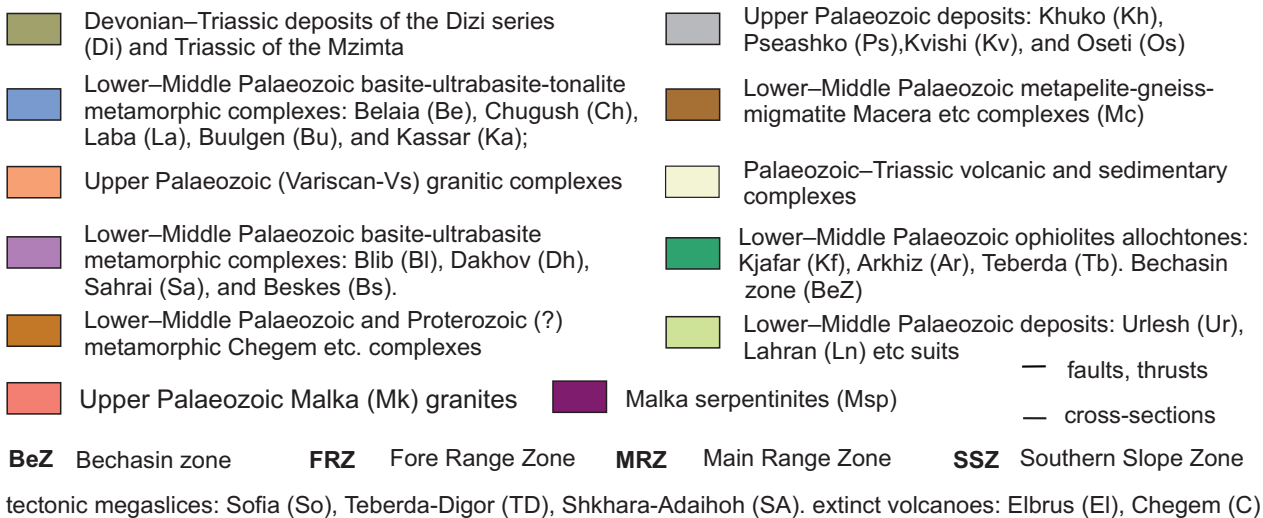 Devonian–Triassic deposits of the Dizi series
(Di) and Triassic of the Mzimta
Upper Palaeozoic deposits: Khuko (Kh),
Pseashko (Ps),Kvishi (Kv), and Oseti (Os)
Lower–Middle Palaeozoic basite-ultrabasite-tonalite
metamorphic complexes: Belaia (Be), Chugush (Ch),
Laba (La), Buulgen (Bu), and Kassar (Ka);
Lower–Middle Palaeozoic metapelite-gneiss-
migmatite Macera etc complexes (Mc)
Upper Palaeozoic (Variscan-Vs) granitic complexes
Palaeozoic–Triassic volcanic and sedimentary
complexes
Lower–Middle Palaeozoic basite-ultrabasite
metamorphic complexes: Blib (Bl), Dakhov (Dh),
Sahrai (Sa), and Beskes (Bs).
Lower–Middle Palaeozoic ophiolites allochtones:
Kjafar (Kf), Arkhiz (Ar), Teberda (Tb). Bechasin
zone (BeZ)
Lower–Middle Palaeozoic and Proterozoic (?)
metamorphic Chegem etc. complexes
Lower–Middle Palaeozoic deposits: Urlesh (Ur),
Lahran (Ln) etc suits
faults, thrusts
Upper Palaeozoic Malka (Mk) granites
Malka serpentinites (Msp)
cross-sections
BeZ Bechasin zone FRZ Fore Range Zone MRZ Main Range Zone SSZ Southern Slope Zone
tectonic megaslices: Sofia (So), Teberda-Digor (TD), Shkhara-Adaihoh (SA). extinct volcanoes: Elbrus (El), Chegem (C)